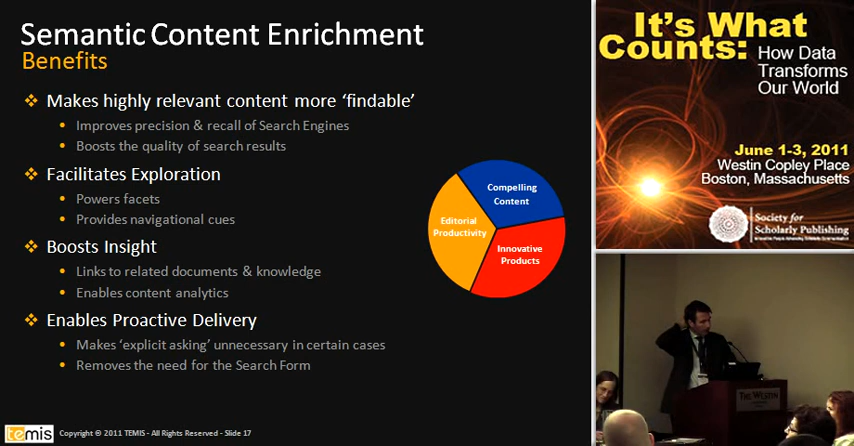 Semantic Content Enrichment
Benefits
Makes highly relevant content more ‘findable’
Improves precision & recall of Search Engines
Boosts the quality of search results
Facilitates Exploration
Powers facets
Provides navigational cues
Boosts Insight
Links to related documents & knowledge
Enables content analytics
Enables Proactive Delivery
Makes ‘explicit asking’ unnecessary in certain cases
Removes the need for the Search Form
Compelling
Content
Editorial
Productivity
Innovative
Products
temis
Copyright © 2011 TEMIS - All Rights Reserved - Slide 17
It's What
Counts:
How Data
Transforms
Our World
June 1-3, 2011
Westin Copley Place
Boston, Massachusetts
Society for
Scholarly Publishing
THE WESTIN